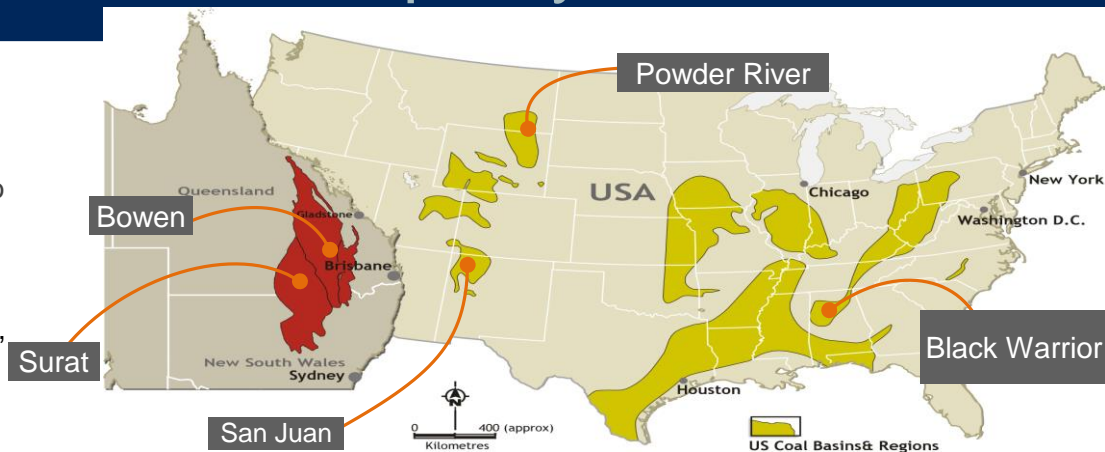 Powder River
Queensland
USA
Chicago
New York
Bowen
Gladstone
Washington D.C.
Brisbane
,
Surat
New South Wales
Sydney
Black Warrior
Houston
San Juan
N
0 400 (approx)
Kilometres
US Coal Basins& Regions